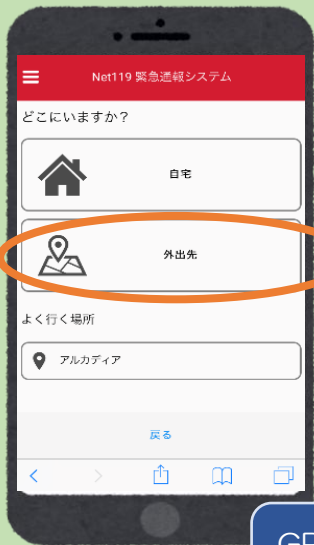 Net119 緊急通報システム
どこにいますか？
自宅
外出先
よく行く場所
アルカディア
戻る